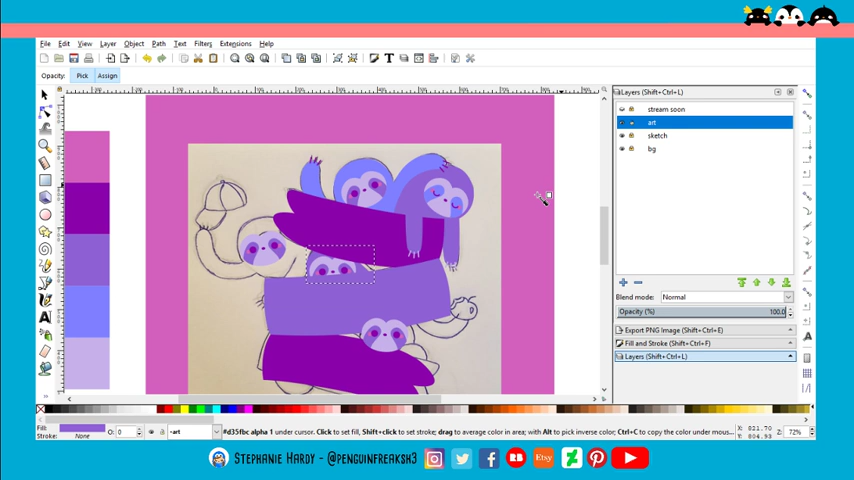 File Edit View Layer Object Path Text Filters Extensions Help
Opacity: Pick Assign
Layers (Shift+Ctrl+L)
stream soon
art
sketch
bg
Blend mode: Normal
Opacity (%) 100.0
Export PNG Image (Shift+Ctrl+E)
Fill and Stroke (Shift+Ctrl+F)
Layers (Shift+Ctrl+L)
Fill: O: 0 -art #d35fbc alpha 1 under cursor. Click to set fill, Shift+click to set stroke; drag to average color in area; with Alt to pick inverse color; Ctrl+C to copy the color under mous... X: 821.70 Z: 72%
Stroke: None Y: 804.93
Stephanie Hardy - @penguinfreaksh3 Etsy